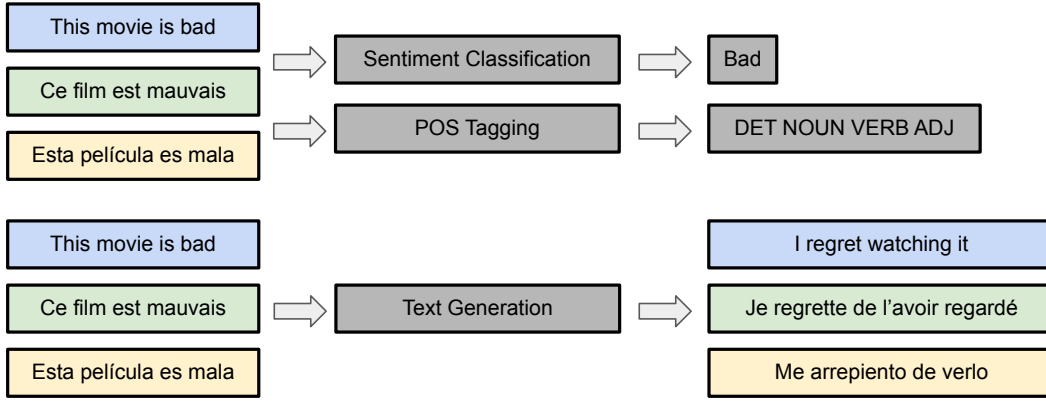 This movie is bad
Sentiment Classification
Bad
Ce film est mauvais
POS Tagging
DET NOUN VERB ADJ
Esta película es mala
This movie is bad
I regret watching it
Ce film est mauvais
Text Generation
Je regrette de l’avoir regardé
Esta película es mala
Me arrepiento de verlo